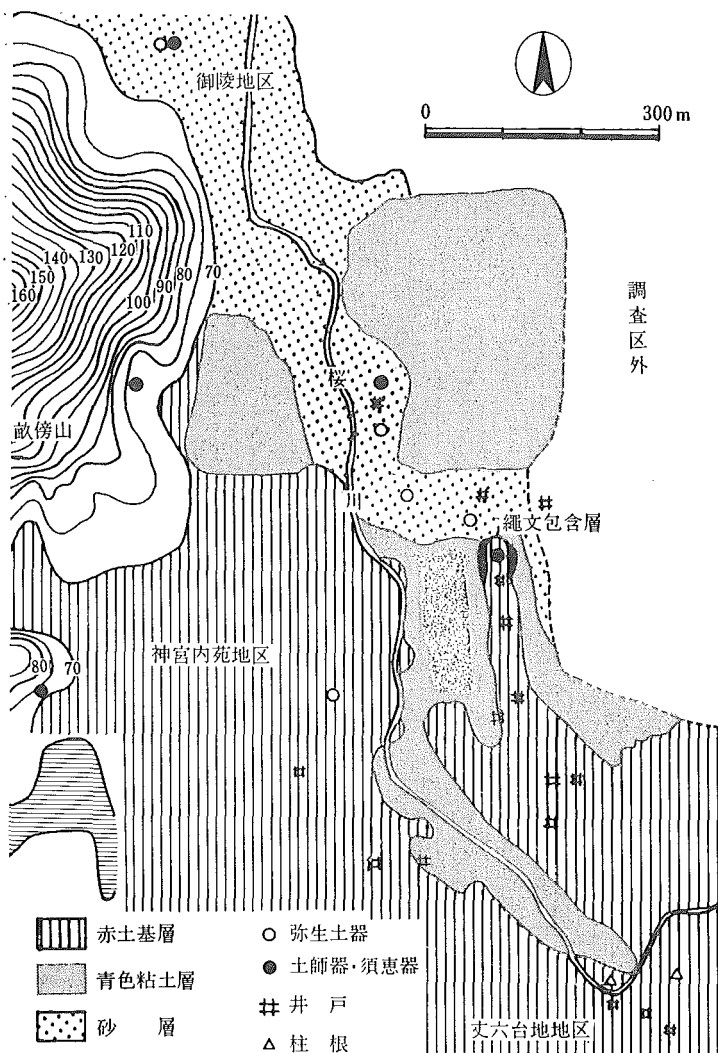 御陵地区
0 300m
110
120
130
140
150
160
100
90
80
70
調査区外
桜
川
畝傍山
縄文包含層
神宮内苑地区
80 70
赤土基層
青色粘土層
砂 層
弥生土器
土師器・須恵器
井 戸
柱 根
丈六台地地区